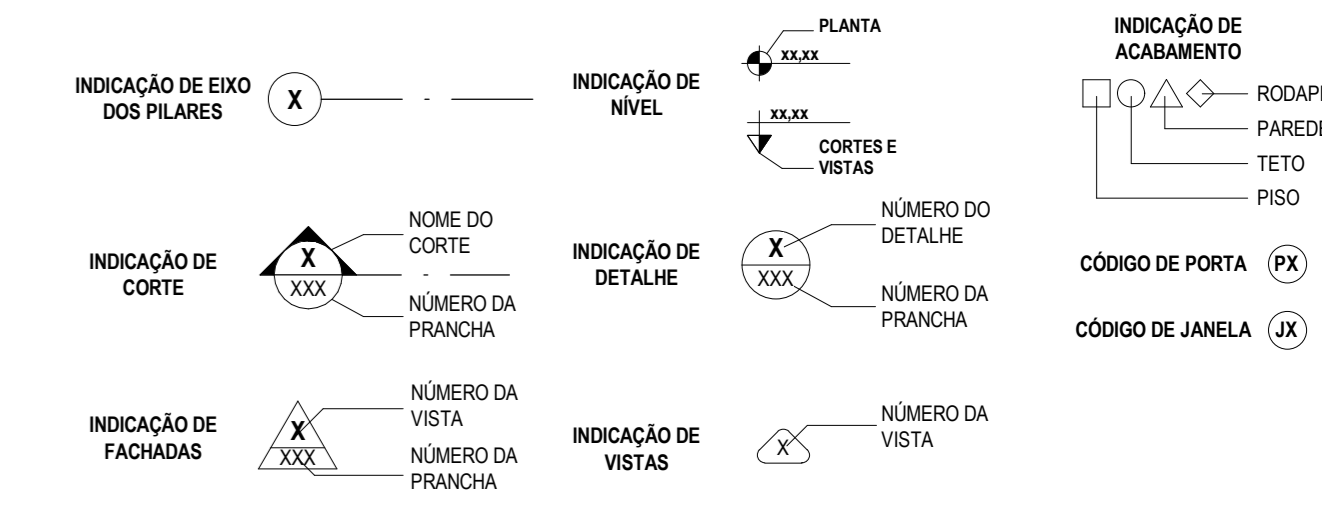 INDICAÇÃO DE EIXO
DOS PILARES
X
INDICAÇÃO DE
NÍVEL
PLANTA
xx,xx
xx,xx
CORTES E
VISTAS
INDICAÇÃO DE
ACABAMENTO
RODAP
PAREDE
TETO
PISO
INDICAÇÃO DE
CORTE
X
XXX
NOME DO
CORTE
NÚMERO DA
PRANCHA
INDICAÇÃO DE
DETALHE
X
XXX
NÚMERO DO
DETALHE
NÚMERO DA
PRANCHA
CÓDIGO DE PORTA
PX
CÓDIGO DE JANELA
JX
INDICAÇÃO DE
FACHADAS
X
XXX
NÚMERO DA
VISTA
NÚMERO DA
PRANCHA
INDICAÇÃO DE
VISTAS
X
NÚMERO DA
VISTA